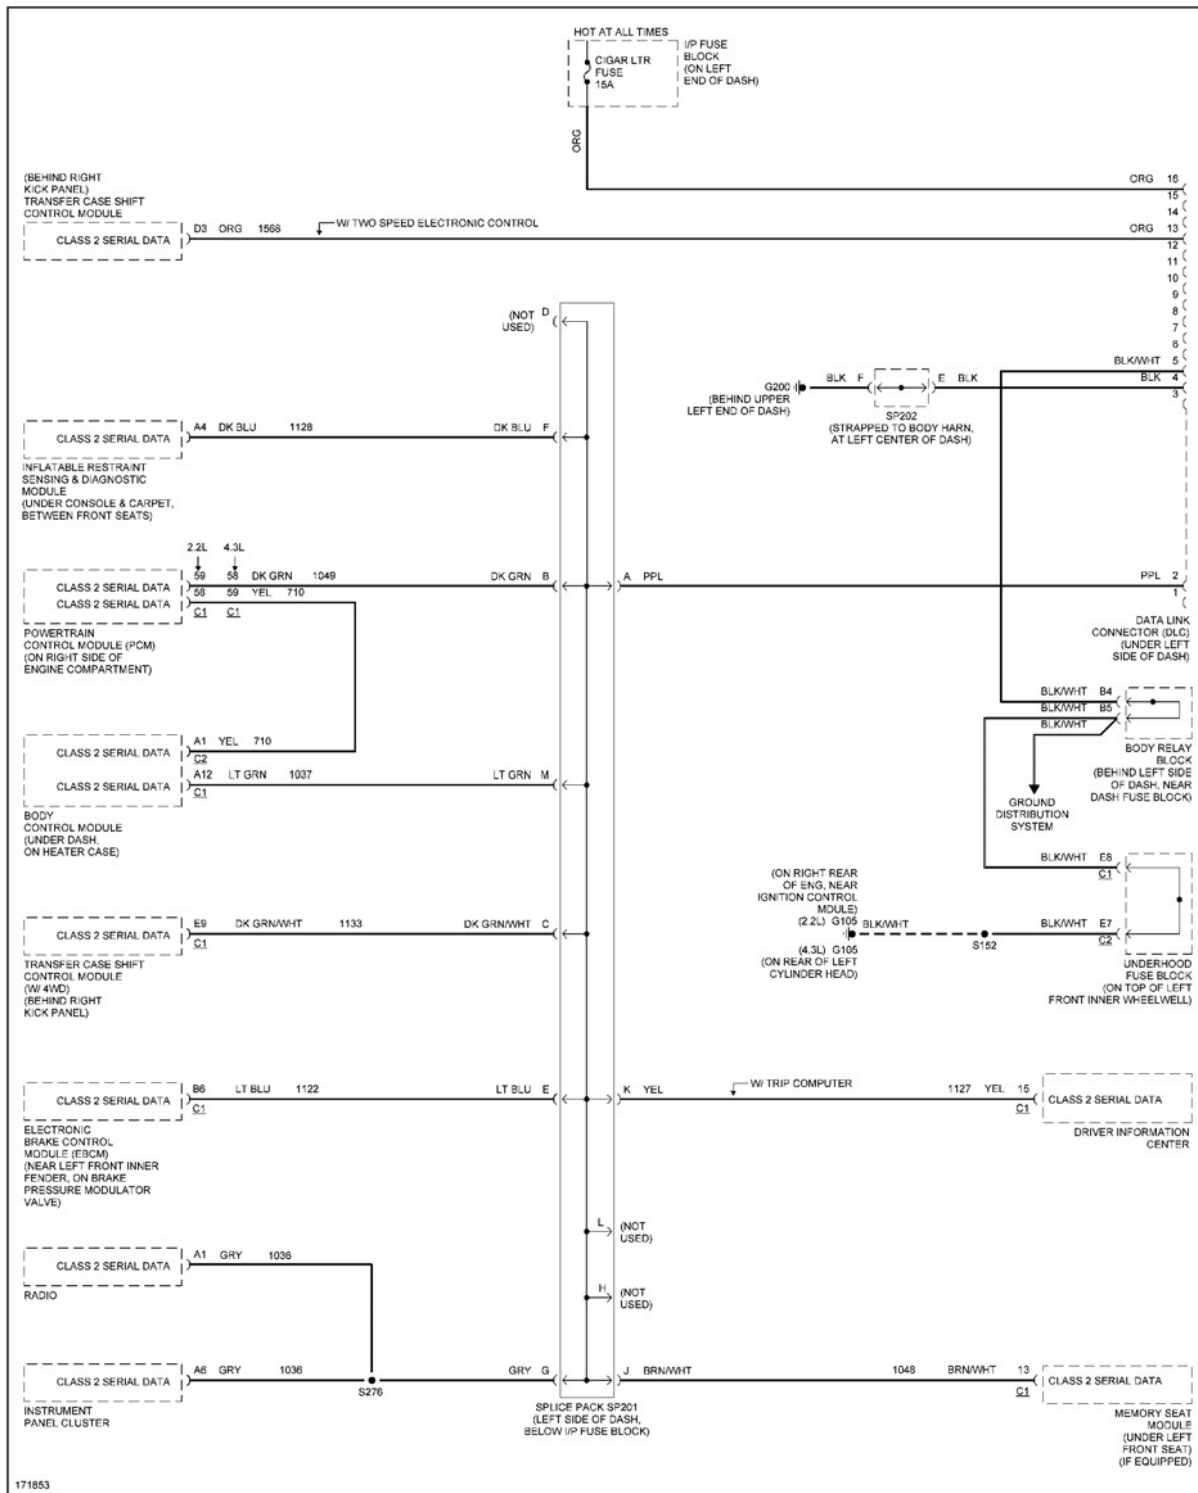 HOT AT ALL TIMES
CIGAR LTR
FUSE
15A
I/P FUSE
BLOCK
(ON LEFT
END OF DASH)
ORG
ORG 16
15
14
ORG 13
12
11
10
9
8
7
6
BLK/WHT 5
BLK 4
3
PPL 2
1
DATA LINK
CONNECTOR (DLC)
(UNDER LEFT
SIDE OF DASH)
(BEHIND RIGHT
KICK PANEL)
TRANSFER CASE SHIFT
CONTROL MODULE
CLASS 2 SERIAL DATA
D3 ORG 1568
W/ TWO SPEED ELECTRONIC CONTROL
(NOT
USED)
D
G200
(BEHIND UPPER
LEFT END OF DASH)
BLK F
E BLK
SP202
(STRAPPED TO BODY HARN,
AT LEFT CENTER OF DASH)
CLASS 2 SERIAL DATA
A4 DK BLU 1128
DK BLU F
INFLATABLE RESTRAINT
SENSING & DIAGNOSTIC
MODULE
(UNDER CONSOLE & CARPET,
BETWEEN FRONT SEATS)
2.2L 4.3L
CLASS 2 SERIAL DATA
59 58 DK GRN 1049
DK GRN B
A PPL
CLASS 2 SERIAL DATA
58 59 YEL 710
C1 C1
POWERTRAIN
CONTROL MODULE (PCM)
(ON RIGHT SIDE OF
ENGINE COMPARTMENT)
CLASS 2 SERIAL DATA
A1 YEL 710
C2
CLASS 2 SERIAL DATA
A12 LT GRN 1037
C1
LT GRN M
BODY
CONTROL MODULE
(UNDER DASH,
ON HEATER CASE)
BLK/WHT B4
BLK/WHT B5
BLK/WHT
BODY RELAY
BLOCK
(BEHIND LEFT SIDE
OF DASH, NEAR
DASH FUSE BLOCK)
GROUND
DISTRIBUTION
SYSTEM
BLK/WHT E8
C1
(ON RIGHT REAR
OF ENG, NEAR
IGNITION CONTROL
MDULE)
(2.2L) G105
BLK/WHT
(4.3L) G105
(ON REAR OF LEFT
CYLINDER HEAD)
S152
BLK/WHT E7
C2
UNDERHOOD
FUSE BLOCK
(ON TOP OF LEFT
FRONT INNER WHEELWELL)
CLASS 2 SERIAL DATA
E9 DK GRN/WHT 1133
C1
DK GRN/WHT C
TRANSFER CASE SHIFT
CONTROL MODULE
(W/ 4WD)
(BEHIND RIGHT
KICK PANEL)
CLASS 2 SERIAL DATA
B6 LT BLU 1122
C1
LT BLU E
K YEL
W/ TRIP COMPUTER
1127 YEL 15
C1
CLASS 2 SERIAL DATA
DRIVER INFORMATION
CENTER
ELECTRONIC
BRAKE CONTROL
MODULE (EBCM)
(NEAR LEFT FRONT INNER
FENDER, ON BRAKE
PRESSURE MODULATOR
VALVE)
L
(NOT
USED)
CLASS 2 SERIAL DATA
A1 GRY 1036
RADIO
H
(NOT
USED)
CLASS 2 SERIAL DATA
A6 GRY 1036
S276
GRY G
J BRN/WHT
1048 BRN/WHT 13
C1
CLASS 2 SERIAL DATA
INSTRUMENT
PANEL CLUSTER
SPLICE PACK SP201
(LEFT SIDE OF DASH,
BELOW I/P FUSE BLOCK)
MEMORY SEAT
MODULE
(UNDER LEFT
FRONT SEAT)
(IF EQUIPPED)
171853